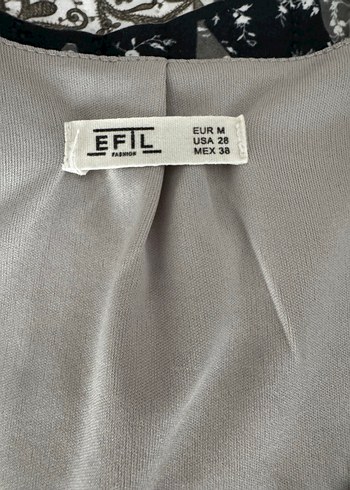 EFIL
FASHION
EUR M
USA 28
MEX 38